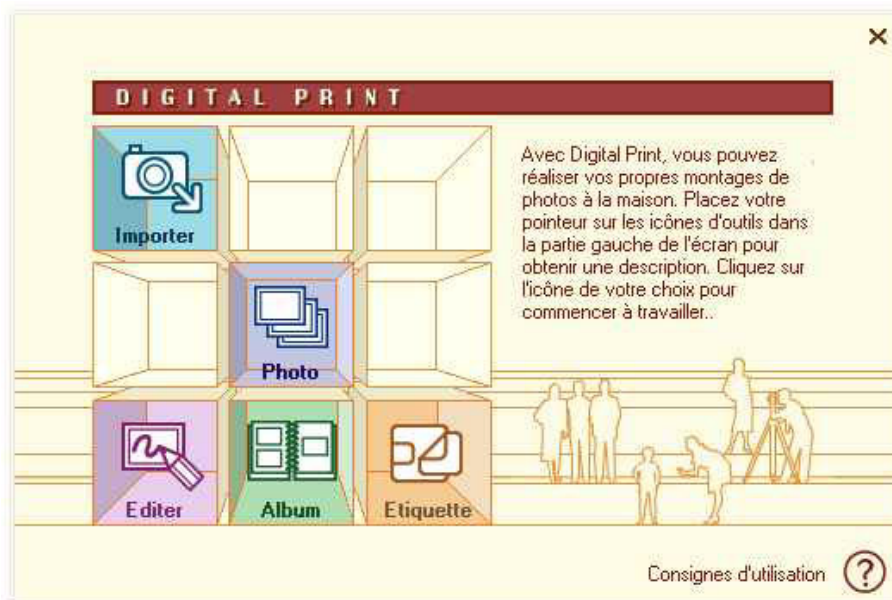 DIGITAL PRINT
Importer
Avec Digital Print, vous pouvez
réaliser vos propres montages de
photos à la maison. Placez votre
pointeur sur les icônes d'outils dans
la partie gauche de l'écran pour
obtenir une description. Cliquez sur
l'icône de votre choix pour
commencer à travailler..
Photo
Editer
Album
Etiquette
Consignes d'utilisation ?